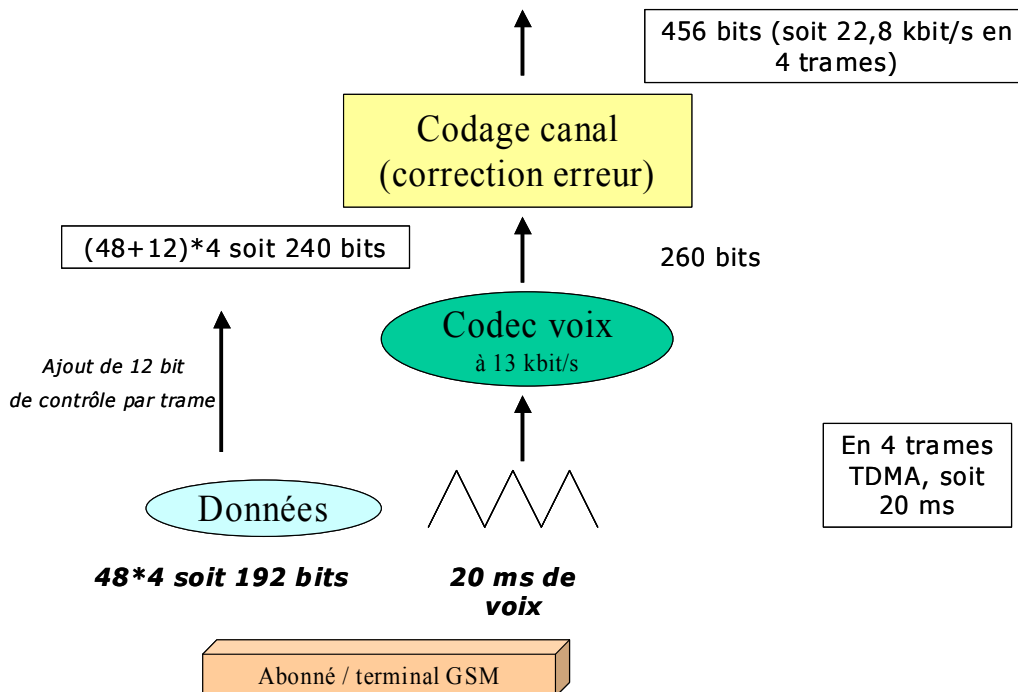 456 bits (soit 22,8 kbit/s en
4 trames)
Codage canal
(correction erreur)
(48+12)*4 soit 240 bits
260 bits
Codec voix
à 13 kbit/s
Ajout de 12 bit
de contrôle par trame
En 4 trames
TDMA, soit
20 ms
Données
48*4 soit 192 bits
20 ms de
voix
Abonné / terminal GSM